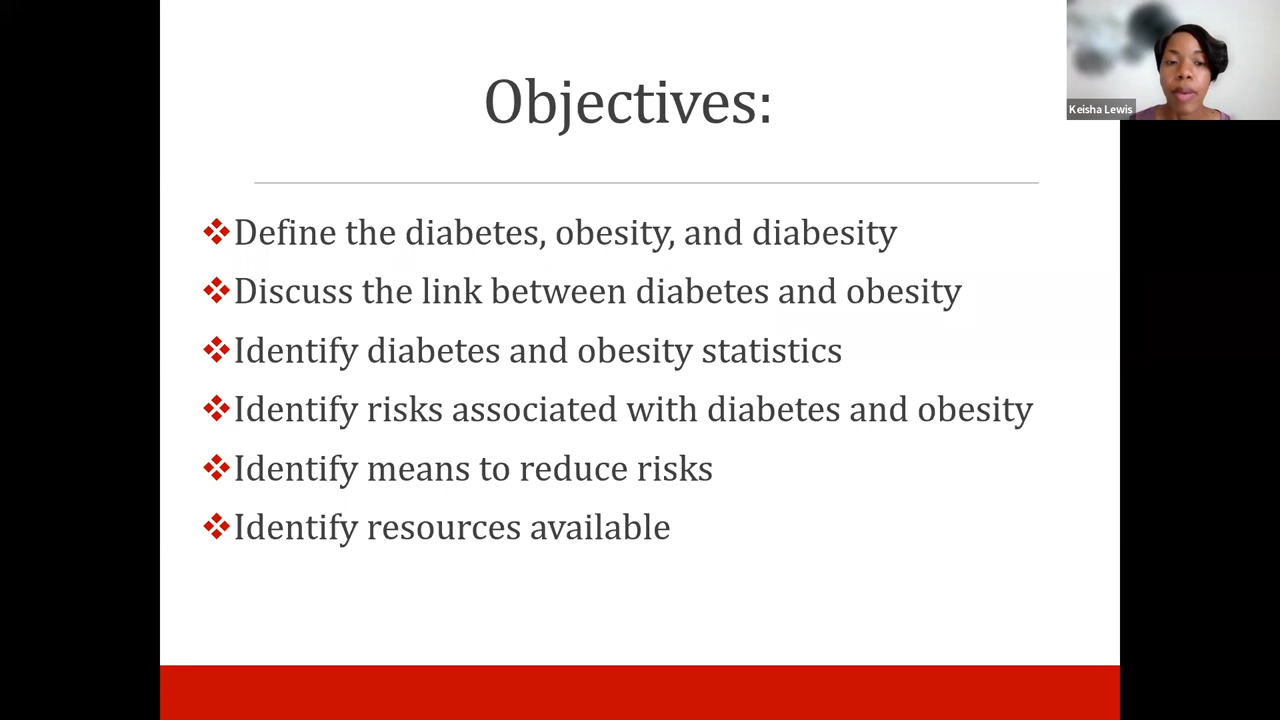 Objectives:
Keisha Lewis
❖Define the diabetes, obesity, and diabesity
❖Discuss the link between diabetes and obesity
❖Identify diabetes and obesity statistics
❖Identify risks associated with diabetes and obesity
❖Identify means to reduce risks
❖Identify resources available